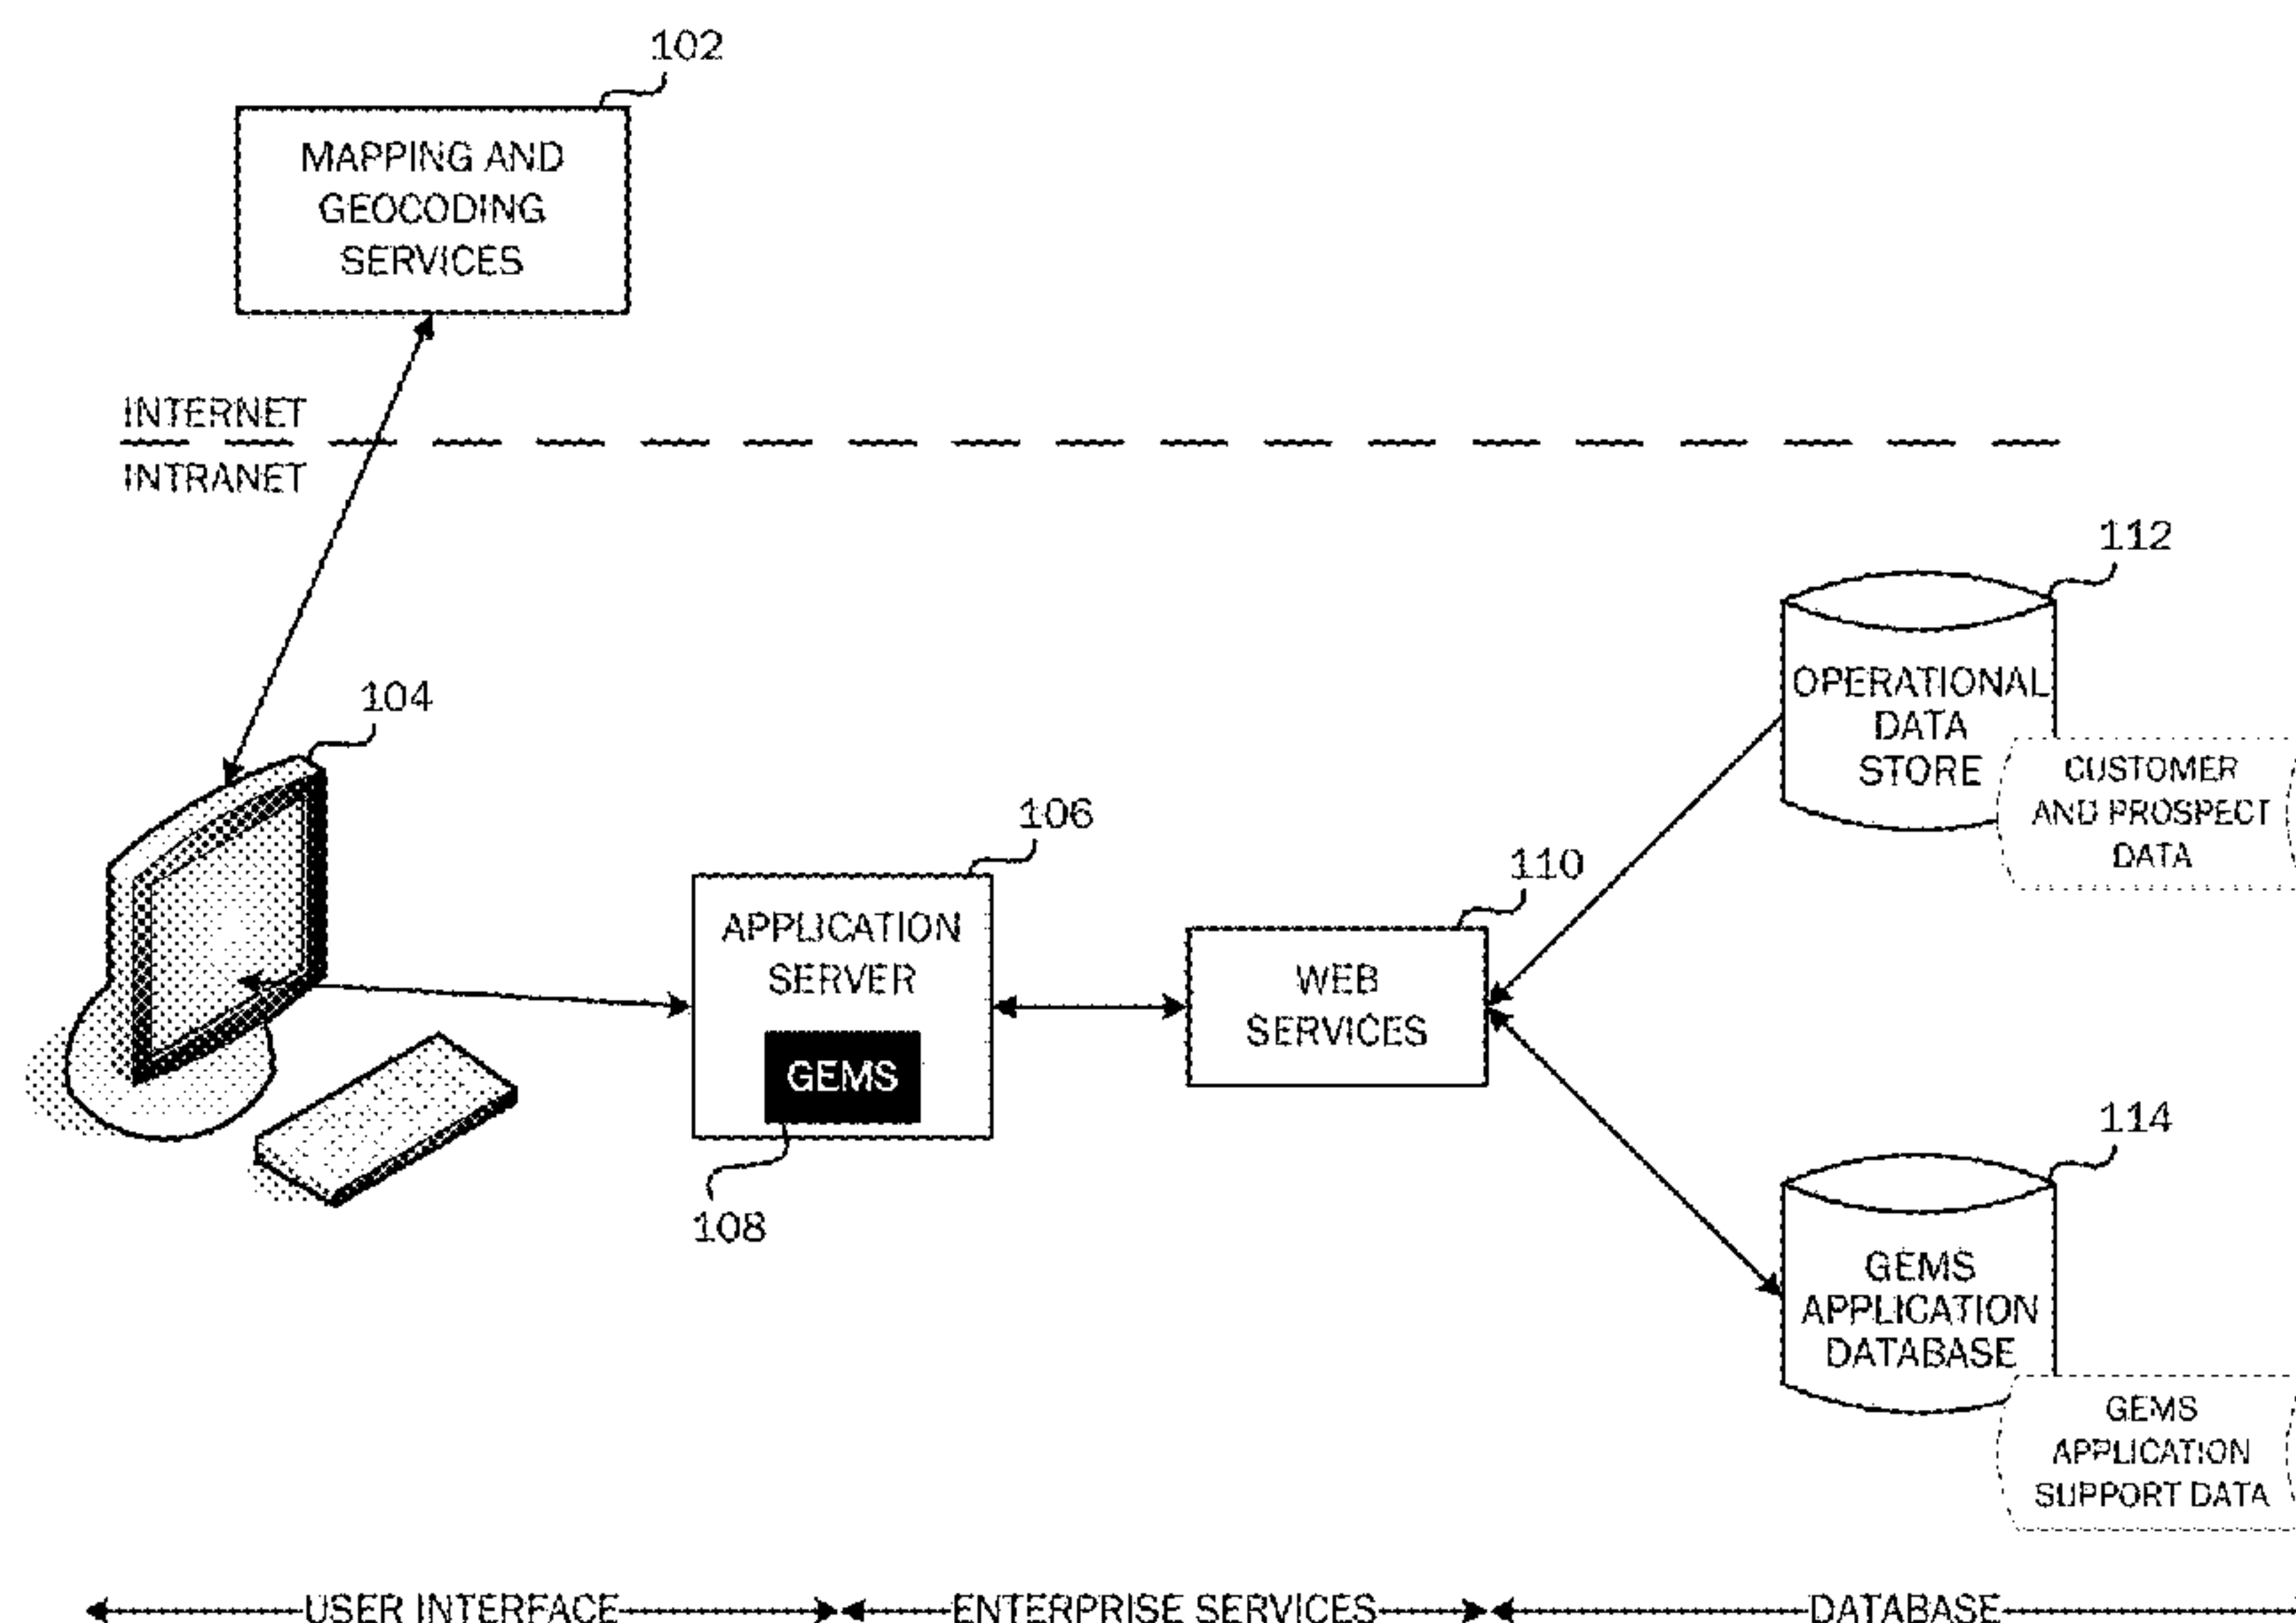 102
MAPPING AND
GEOCODING
SERVICES
INTERNET
INTRANET
112
OPERATIONAL
DATA
STORE
CUSTOMER
AND PROSPECT
DATA
104
106
APPLICATION
SERVER
GEMS
108
110
WEB
SERVICES
114
GEMS
APPLICATION
DATABASE
GEMS
APPLICATION
SUPPORT DATA
USER INTERFACE
ENTERPRISE SERVICES
DATABASE